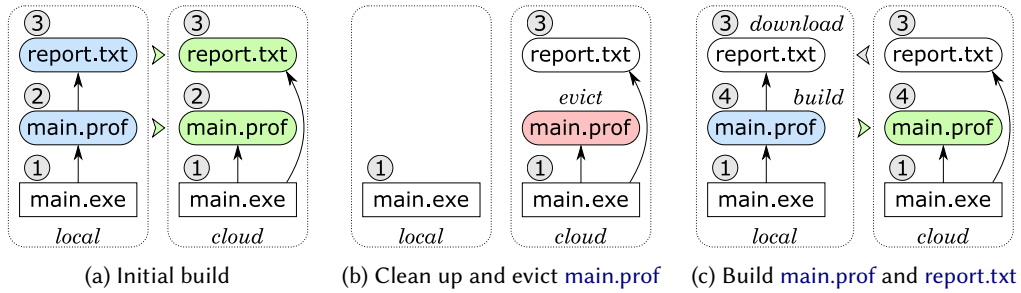 3
report.txt
2
main.prof
1
main.exe
local
3
report.txt
2
main.prof
1
main.exe
cloud
(a) Initial build
1
main.exe
local
3
report.txt
evict
main.prof
1
main.exe
cloud
(b) Clean up and evict main.prof
3 download
report.txt
4 build
main.prof
1
main.exe
local
3
report.txt
4
main.prof
1
main.exe
cloud
(c) Build main.prof and report.txt